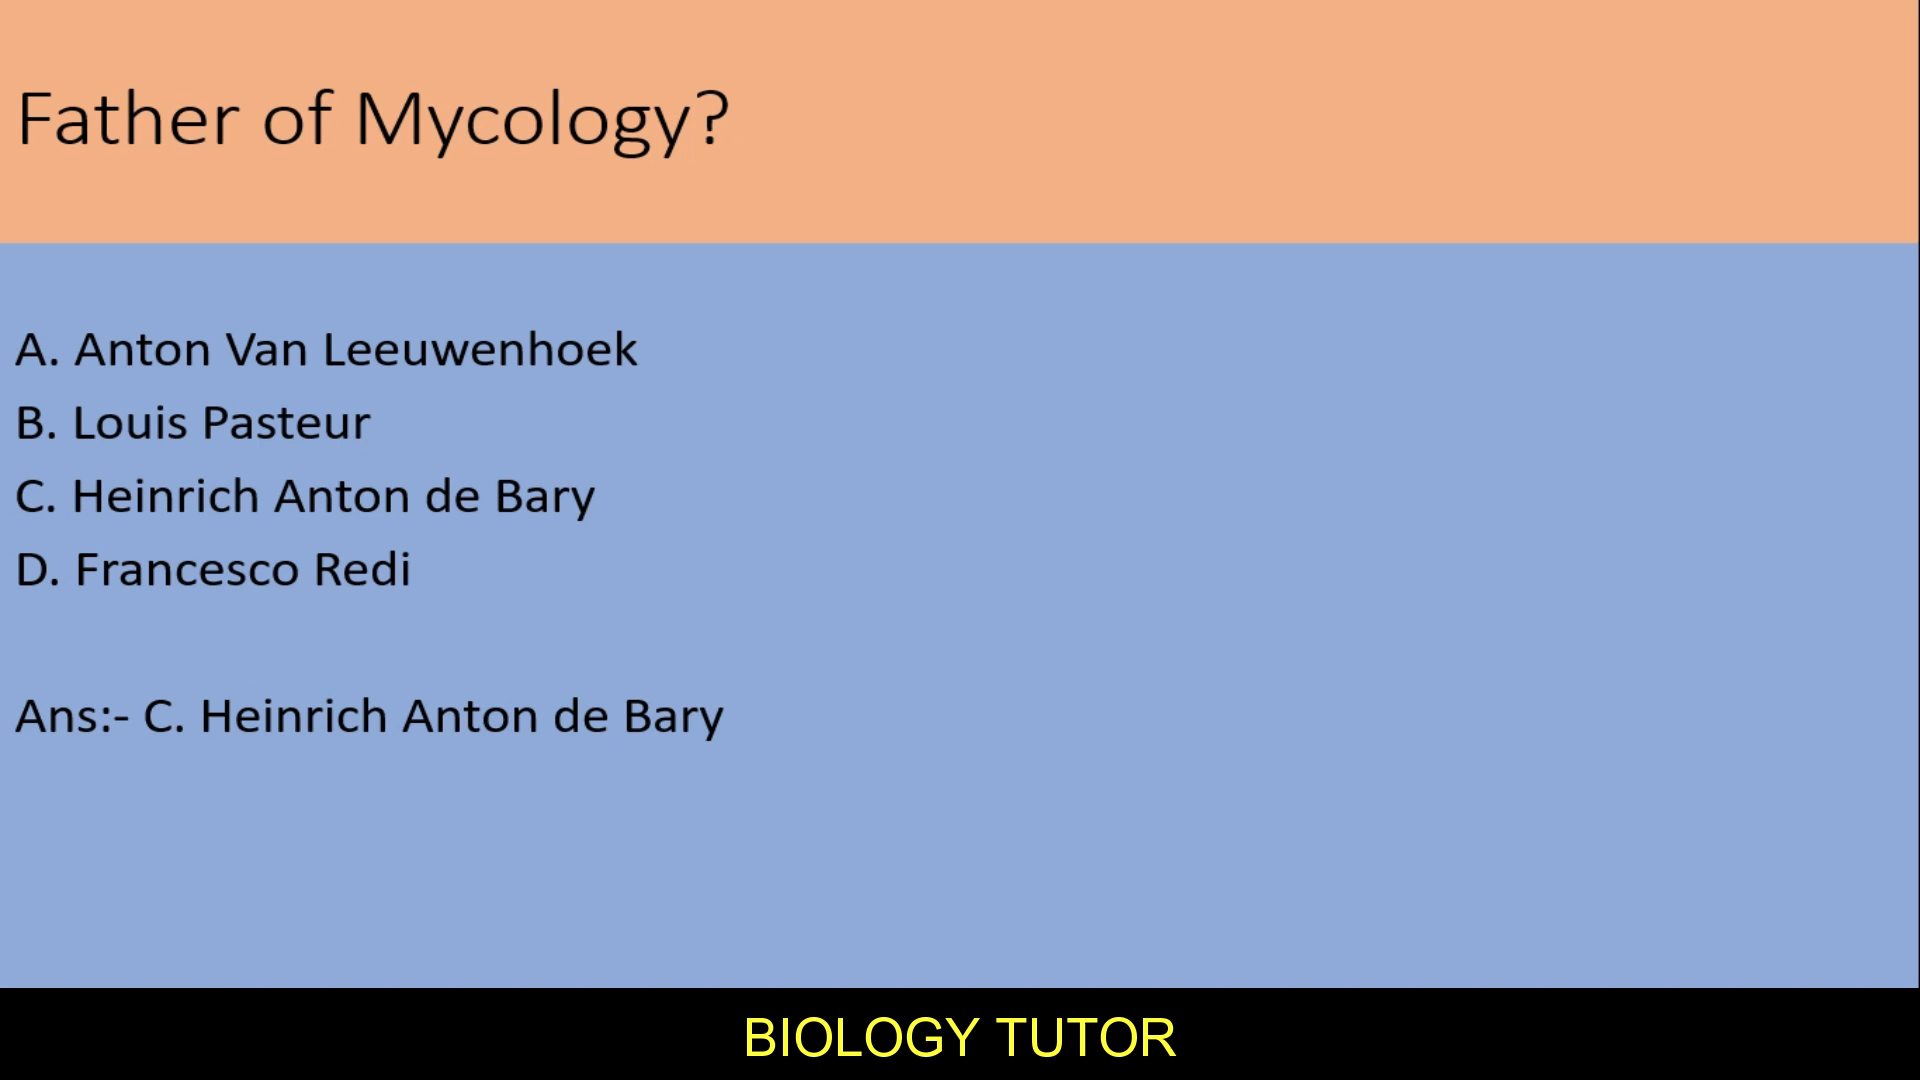 Father of Mycology?
A. Anton Van Leeuwenhoek
B. Louis Pasteur
C. Heinrich Anton de Bary
D. Francesco Redi
Ans:- C. Heinrich Anton de Bary
BIOLOGY TUTOR